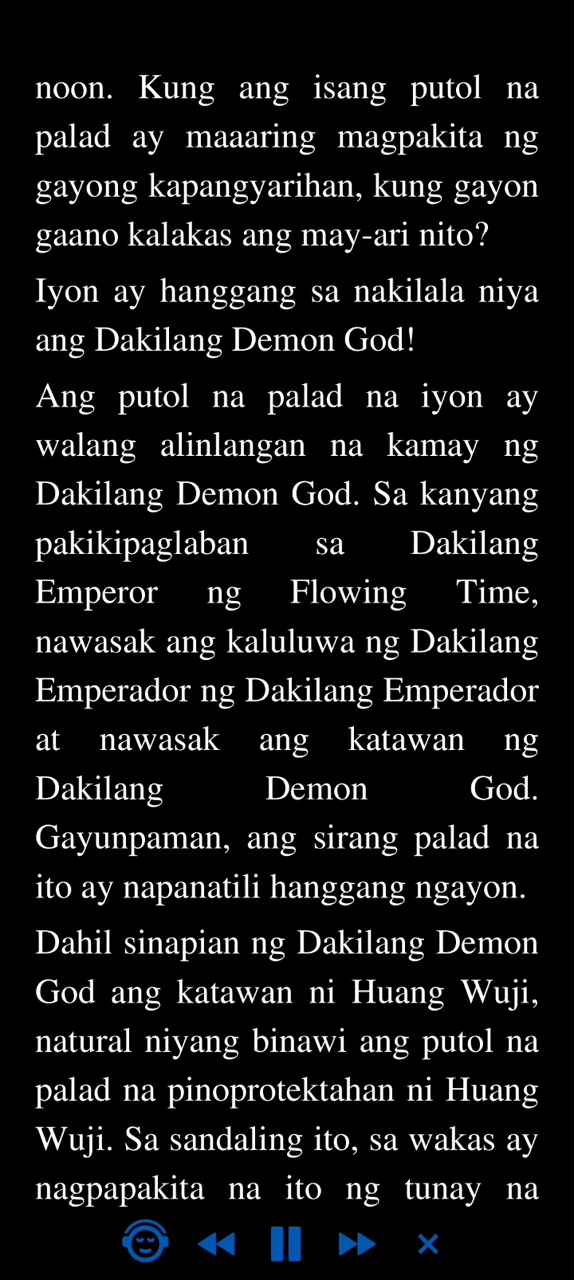 noon. Kung ang isang putol na
palad ay maaaring magpakita ng
gayong kapangyarihan, kung gayon
gaano kalakas ang may-ari nito?
Iyon ay hanggang sa nakilala niya
ang Dakilang Demon God!
Ang putol na palad na iyon ay
walang alinlangan na kamay ng
Dakilang Demon God. Sa kanyang
pakikipaglaban sa Dakilang
Emperor ng Flowing Time,
nawasak ang kaluluwa ng Dakilang
Emperador ng Dakilang Emperador
at nawasak ang katawan ng
Dakilang Demon God.
Gayunpaman, ang sirang palad na
ito ay napanatili hanggang ngayon.
Dahil sinapian ng Dakilang Demon
God ang katawan ni Huang Wuji,
natural niyang binawi ang putol na
palad na pinoprotektahan ni Huang
Wuji. Sa sandaling ito, sa wakas ay
nagpapakita na ito ng tunay na